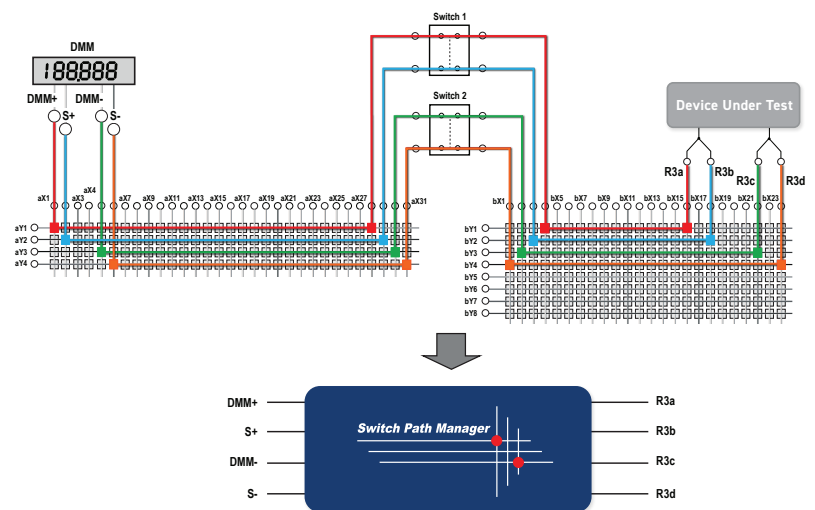 Switch 1
DMM
188.888
Switch 2
Device Under Test
DMM+ S+ DMM- S-
R3a R3b R3c R3d
aX1 aX3 aX4 aX7 aX9 aX11 aX13 aX15 aX17 aX19 aX21 aX23 aX25 aX27 aX31
bX1 bX5 bX7 bX9 bX11 bX13 bX15 bX17 bX19 bX21 bX23
aY1
aY2
aY3
aY4
bY1
bY2
bY3
bY4
bY5
bY6
bY7
bY8
DMM+ R3a
Switch Path Manager
S+ R3b
DMM- R3c
S- R3d